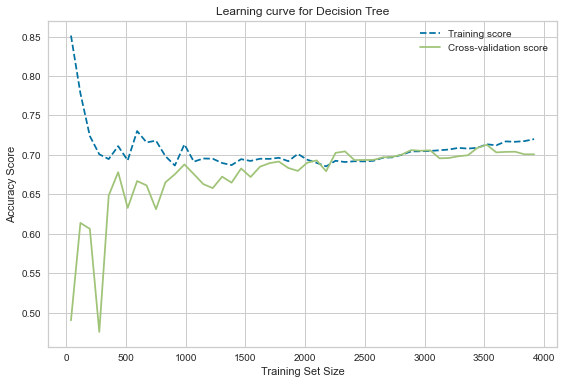 Learning curve for Decision Tree
Training score
Cross-validation score
Accuracy Score
0.85
0.80
0.75
0.70
0.65
0.60
0.55
0.50
0 500 1000 1500 2000 2500 3000 3500 4000
Training Set Size